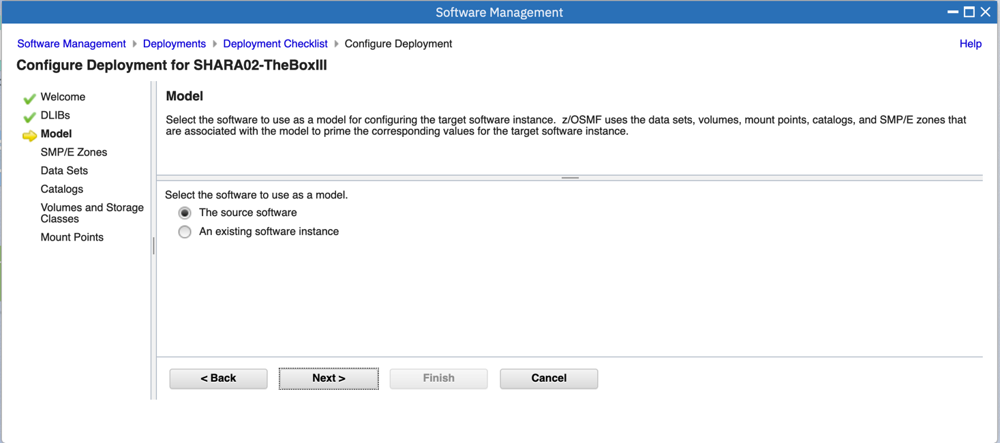 Software Management
Software Management Deployments Deployment Checklist Configure Deployment Help
Configure Deployment for SHARA02-TheBoxIII
Welcome
DLIBs
Model
SMP/E Zones
Data Sets
Catalogs
Volumes and Storage
Classes
Mount Points
Model
Select the software to use as a model for configuring the target software instance.  z/OSMF uses the data sets, volumes, mount points, catalogs, and SMP/E zones that
are associated with the model to prime the corresponding values for the target software instance.
Select the software to use as a model.
The source software
An existing software instance
< Back Next > Finish Cancel